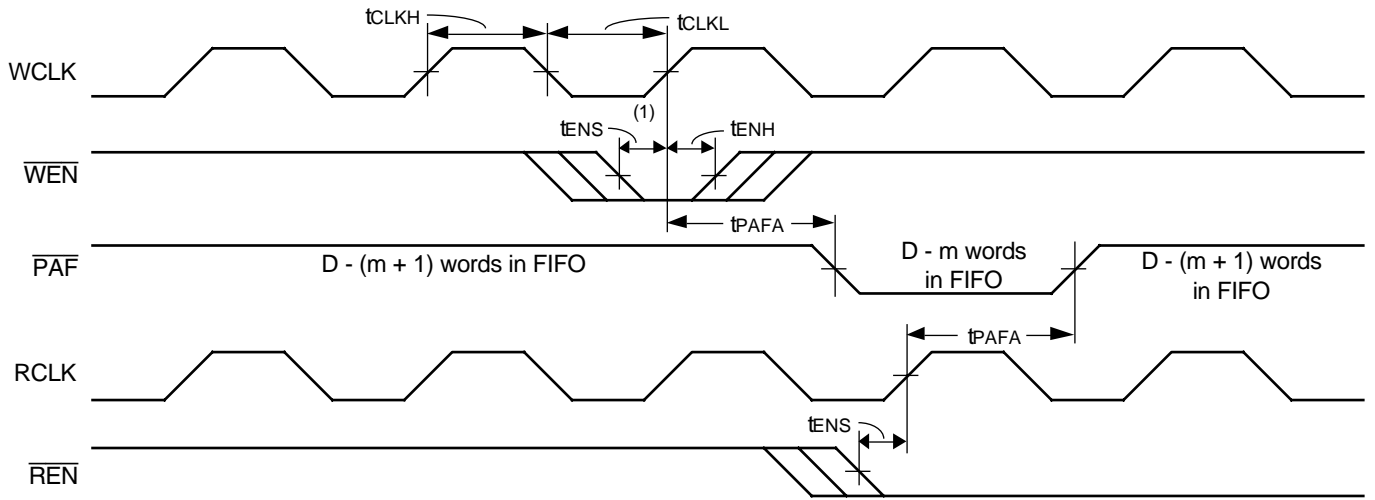 tCLKH
tCLKL
WCLK
(1)
tENS
tENH
WEN
tPAFA
PAF
D - (m + 1) words in FIFO
D - m words
in FIFO
D - (m + 1) words
in FIFO
tPAFA
RCLK
tENS
REN